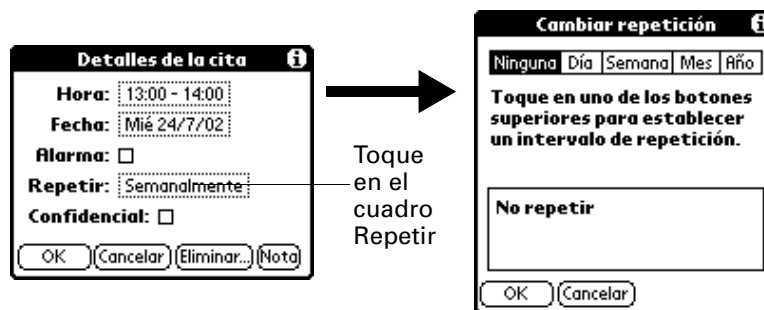 Detalles de la cita
Hora: 13:00 - 14:00
Fecha: Mié 24/7/02
Alarma:
Repetir: Semanalmente
Confidencial:
OK Cancelar Eliminar... Nota
Toque
en el
cuadro
Repetir
Cambiar repetición
Ninguna Día Semana Mes Año
Toque en uno de los botones
superiores para establecer
un intervalo de repetición.
No repetir
OK Cancelar